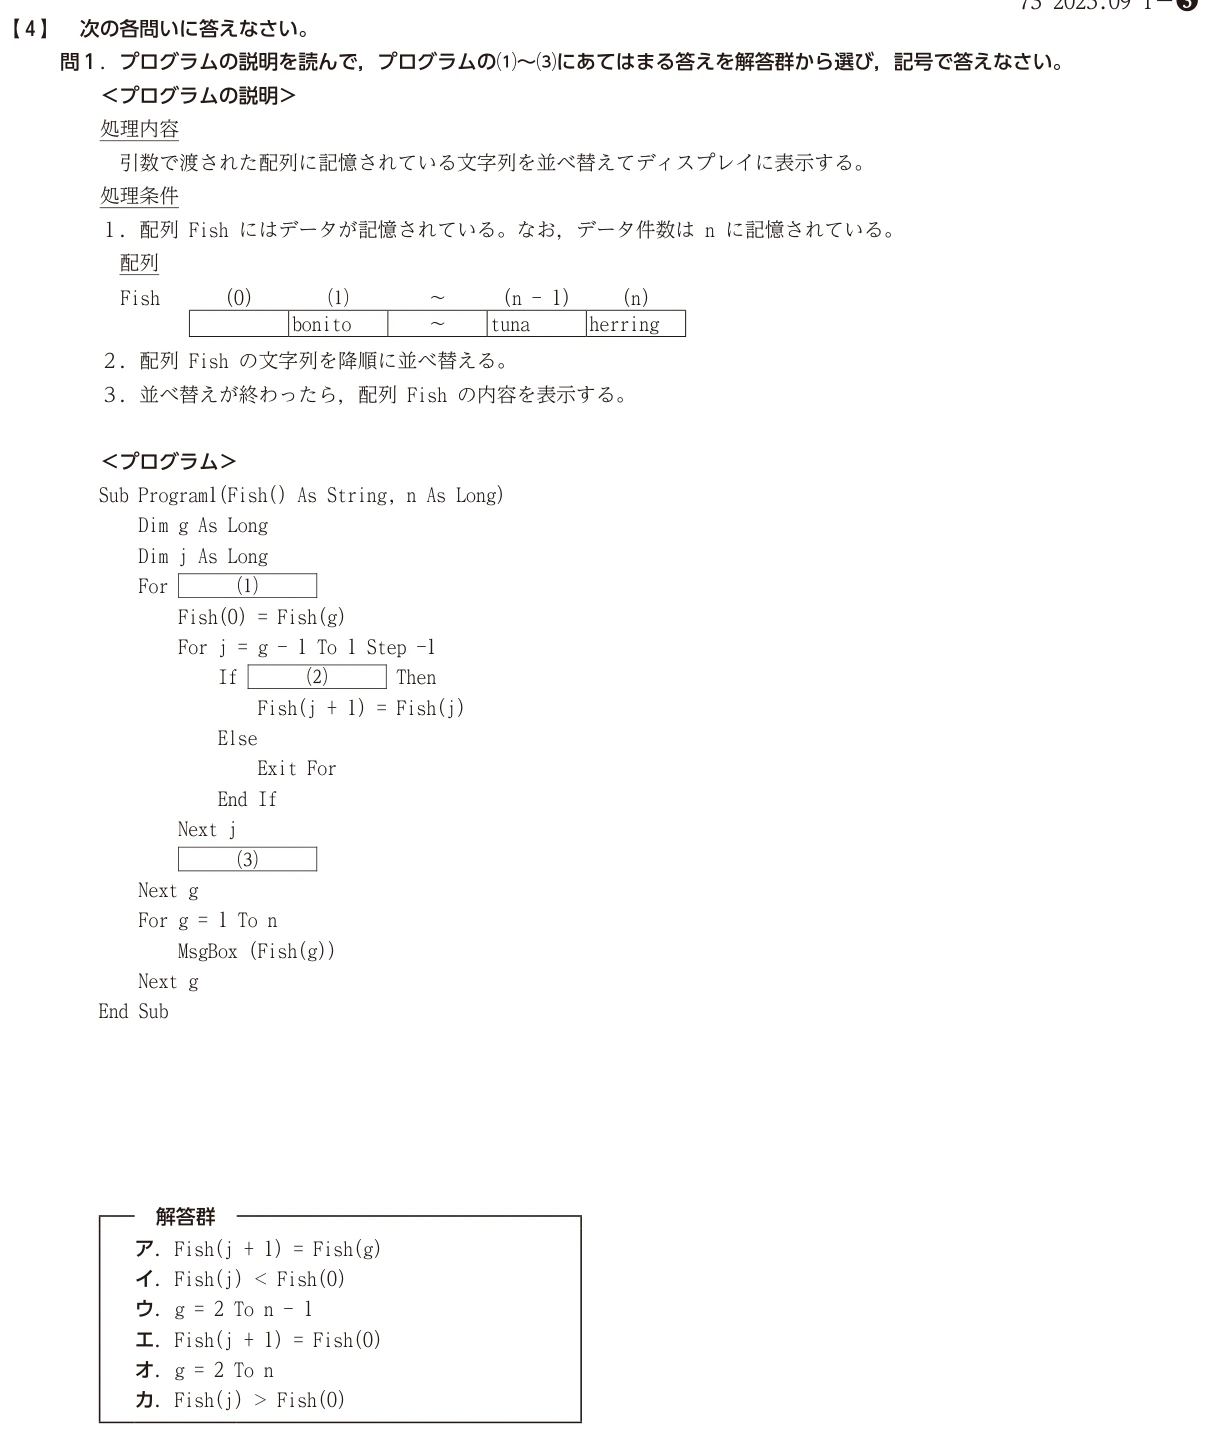 【4】 次の各問いに答えなさい。
問１．プログラムの説明を読んで，プログラムの⑴～⑶にあてはまる答えを解答群から選び，記号で答えなさい。
＜プログラムの説明＞
処理内容
引数で渡された配列に記憶されている文字列を並べ替えてディスプレイに表示する。
処理条件
１．配列 Fish にはデータが記憶されている。なお，データ件数は n に記憶されている。
配列
Fish (0) (1) ～ (n - 1) (n)
bonito ～ tuna herring
２．配列 Fish の文字列を降順に並べ替える。
３．並べ替えが終わったら，配列 Fish の内容を表示する。
＜プログラム＞
Sub Program1(Fish() As String, n As Long)
Dim g As Long
Dim j As Long
For ⑴
Fish(0) = Fish(g)
For j = g - 1 To 1 Step -1
If ⑵ Then
Fish(j + 1) = Fish(j)
Else
Exit For
End If
Next j
⑶
Next g
For g = 1 To n
MsgBox (Fish(g))
Next g
End Sub
解答群
ア．Fish(j + 1) = Fish(g)
イ．Fish(j) < Fish(0)
ウ．g = 2 To n - 1
エ．Fish(j + 1) = Fish(0)
オ．g = 2 To n
カ．Fish(j) > Fish(0)